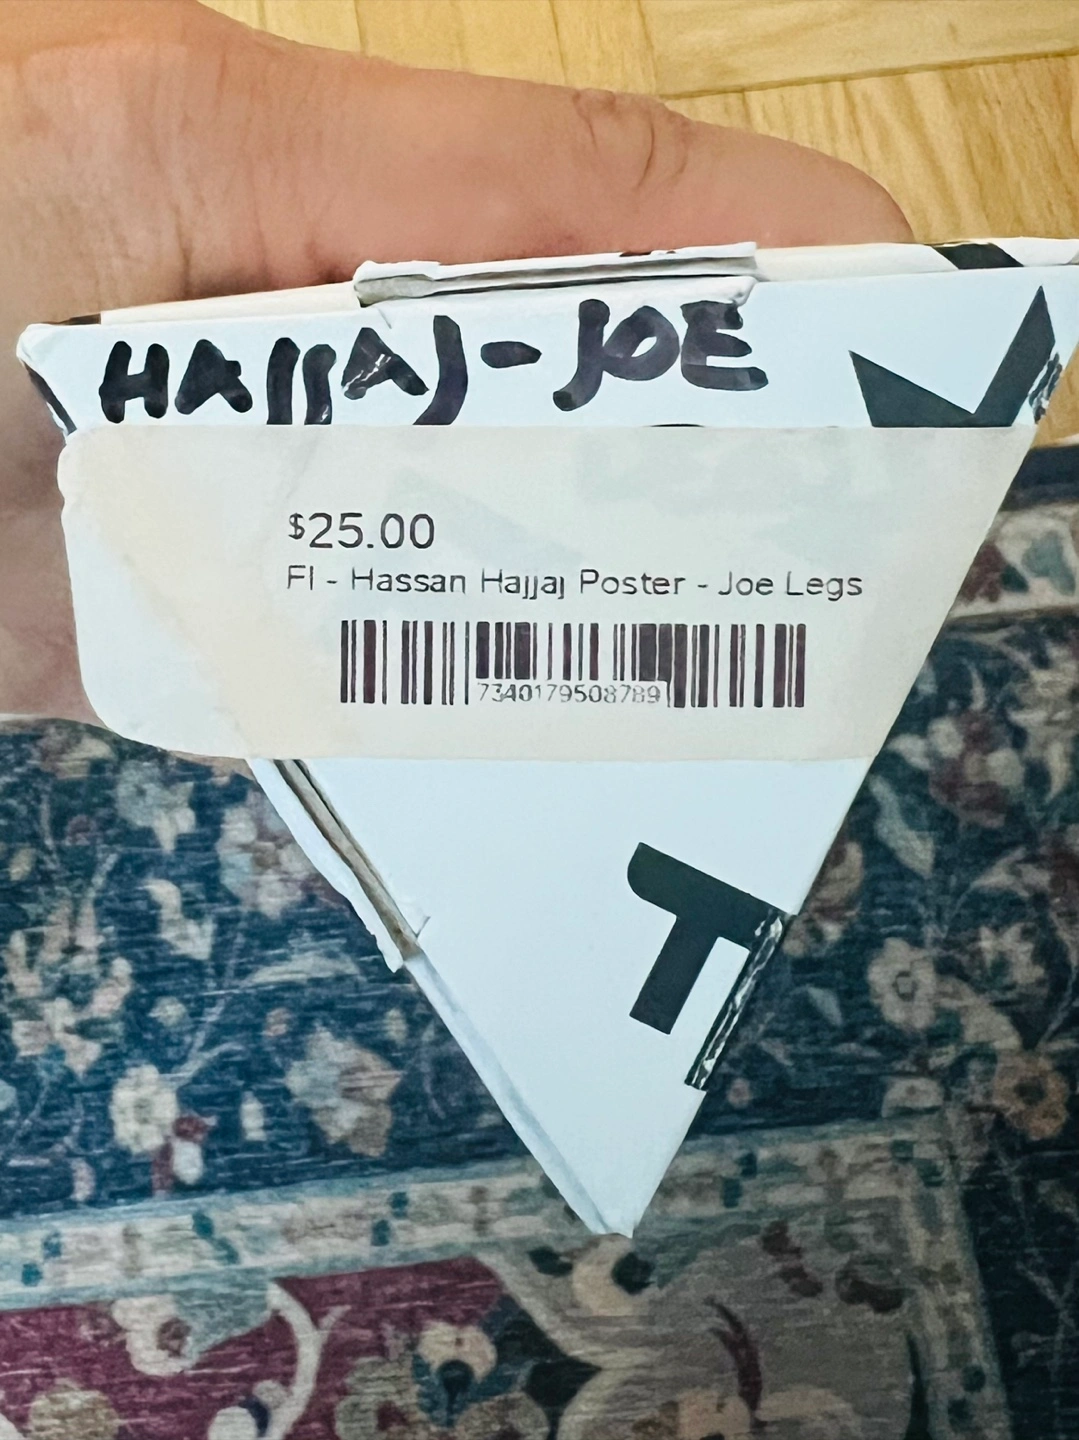 HAJJAJ-JOE
$25.00
FI - Hassan Hajjaj Poster - Joe Legs
7340179508789
T